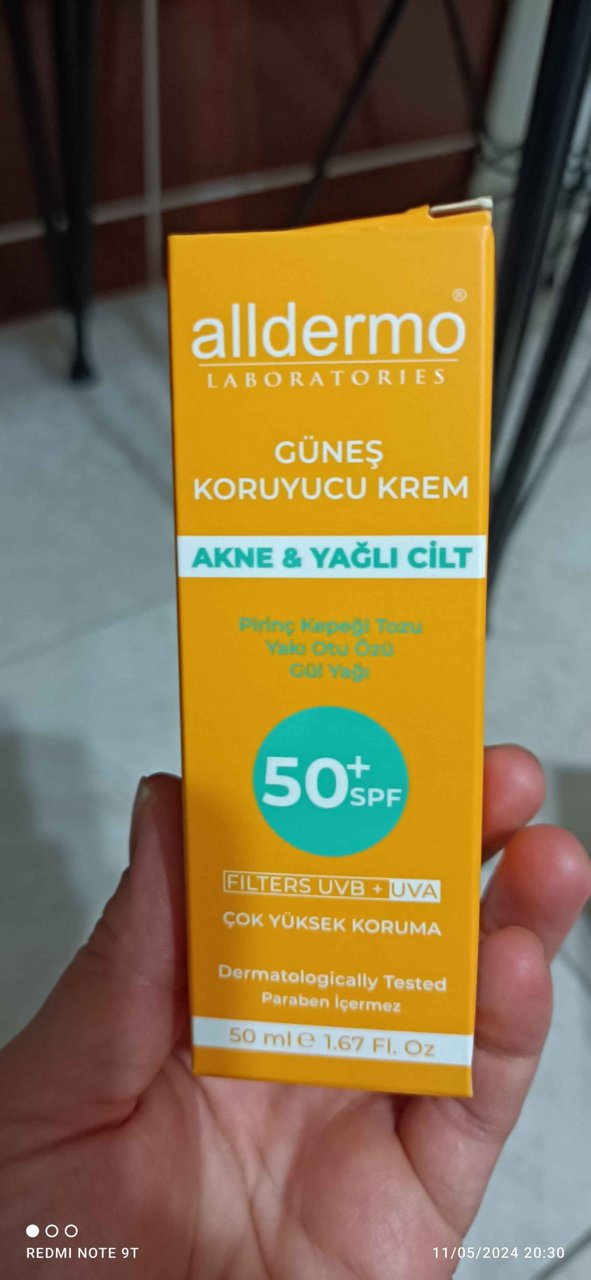 alldermo®
LABORATORIES
GÜNEŞ
KORUYUCU KREM
AKNE & YAĞLI CİLT
Pirinç Kepeği Tozu
Yakı Otu Özü
Gül Yağı
50+ SPF
FILTERS UVB + UVA
ÇOK YÜKSEK KORUMA
Dermatologically Tested
Paraben İçermez
50 ml e 1.67 Fl. Oz
REDMI NOTE 9T
11/05/2024 20:30